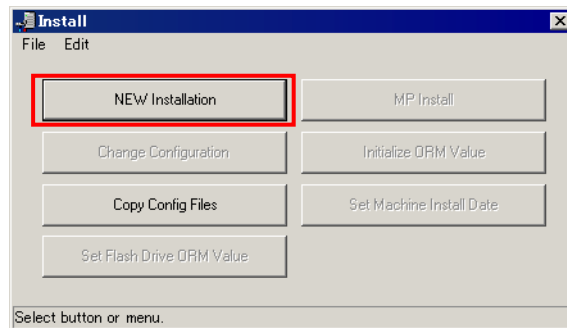 Install
File Edit
NEW Installation
MP Install
Change Configuration
Initialize ORM Value
Copy Config Files
Set Machine Install Date
Set Flash Drive ORM Value
Select button or menu.